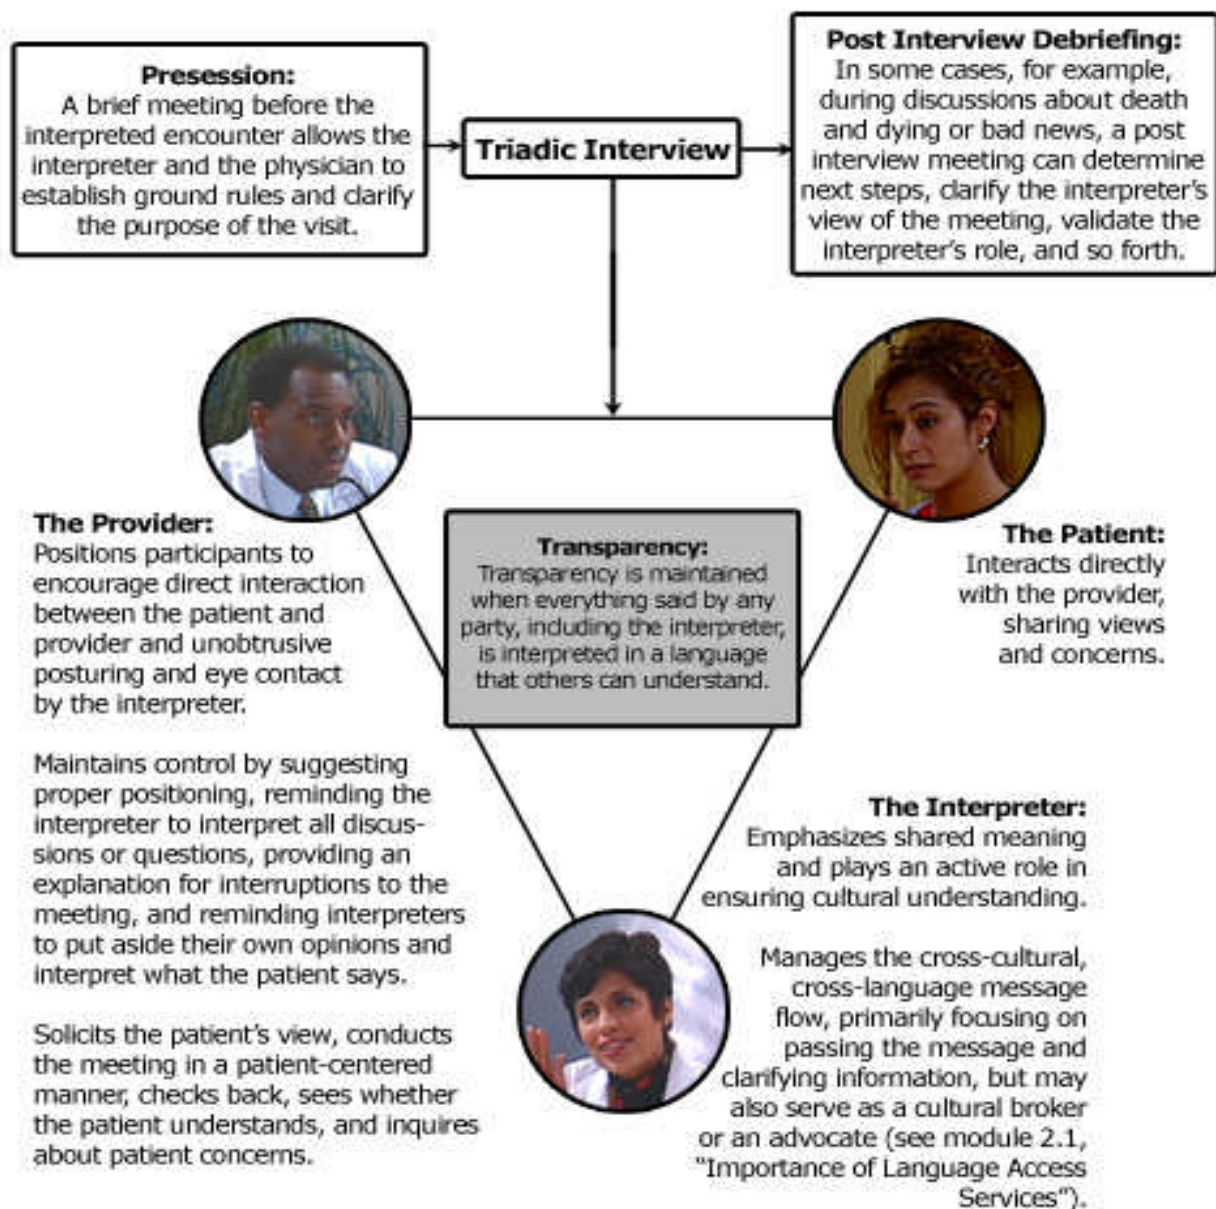 Presession:
A brief meeting before the
interpreted encounter allows the
interpreter and the physician to
establish ground rules and clarify
the purpose of the visit.
Triadic Interview
Post Interview Debriefing:
In some cases, for example,
during discussions about death
and dying or bad news, a post
interview meeting can determine
next steps, clarify the interpreter's
view of the meeting, validate the
interpreter's role, and so forth.
The Provider:
Positions participants to
encourage direct interaction
between the patient and
provider and unobtrusive
posturing and eye contact
by the interpreter.
Maintains control by suggesting
proper positioning, reminding the
interpreter to interpret all discus-
sions or questions, providing an
explanation for interruptions to the
meeting, and reminding interpreters
to put aside their own opinions and
interpret what the patient says.
Solicits the patient's view, conducts
the meeting in a patient-centered
manner, checks back, sees whether
the patient understands, and inquires
about patient concerns.
Transparency:
Transparency is maintained
when everything said by any
party, including the interpreter,
is interpreted in a language
that others can understand.
The Patient:
Interacts directly
with the provider,
sharing views
and concerns.
The Interpreter:
Emphasizes shared meaning
and plays an active role in
ensuring cultural understanding.
Manages the cross-cultural,
cross-language message
flow, primarily focusing on
passing the message and
clarifying information, but may
also serve as a cultural broker
or an advocate (see module 2.1,
"Importance of Language Access
Services").